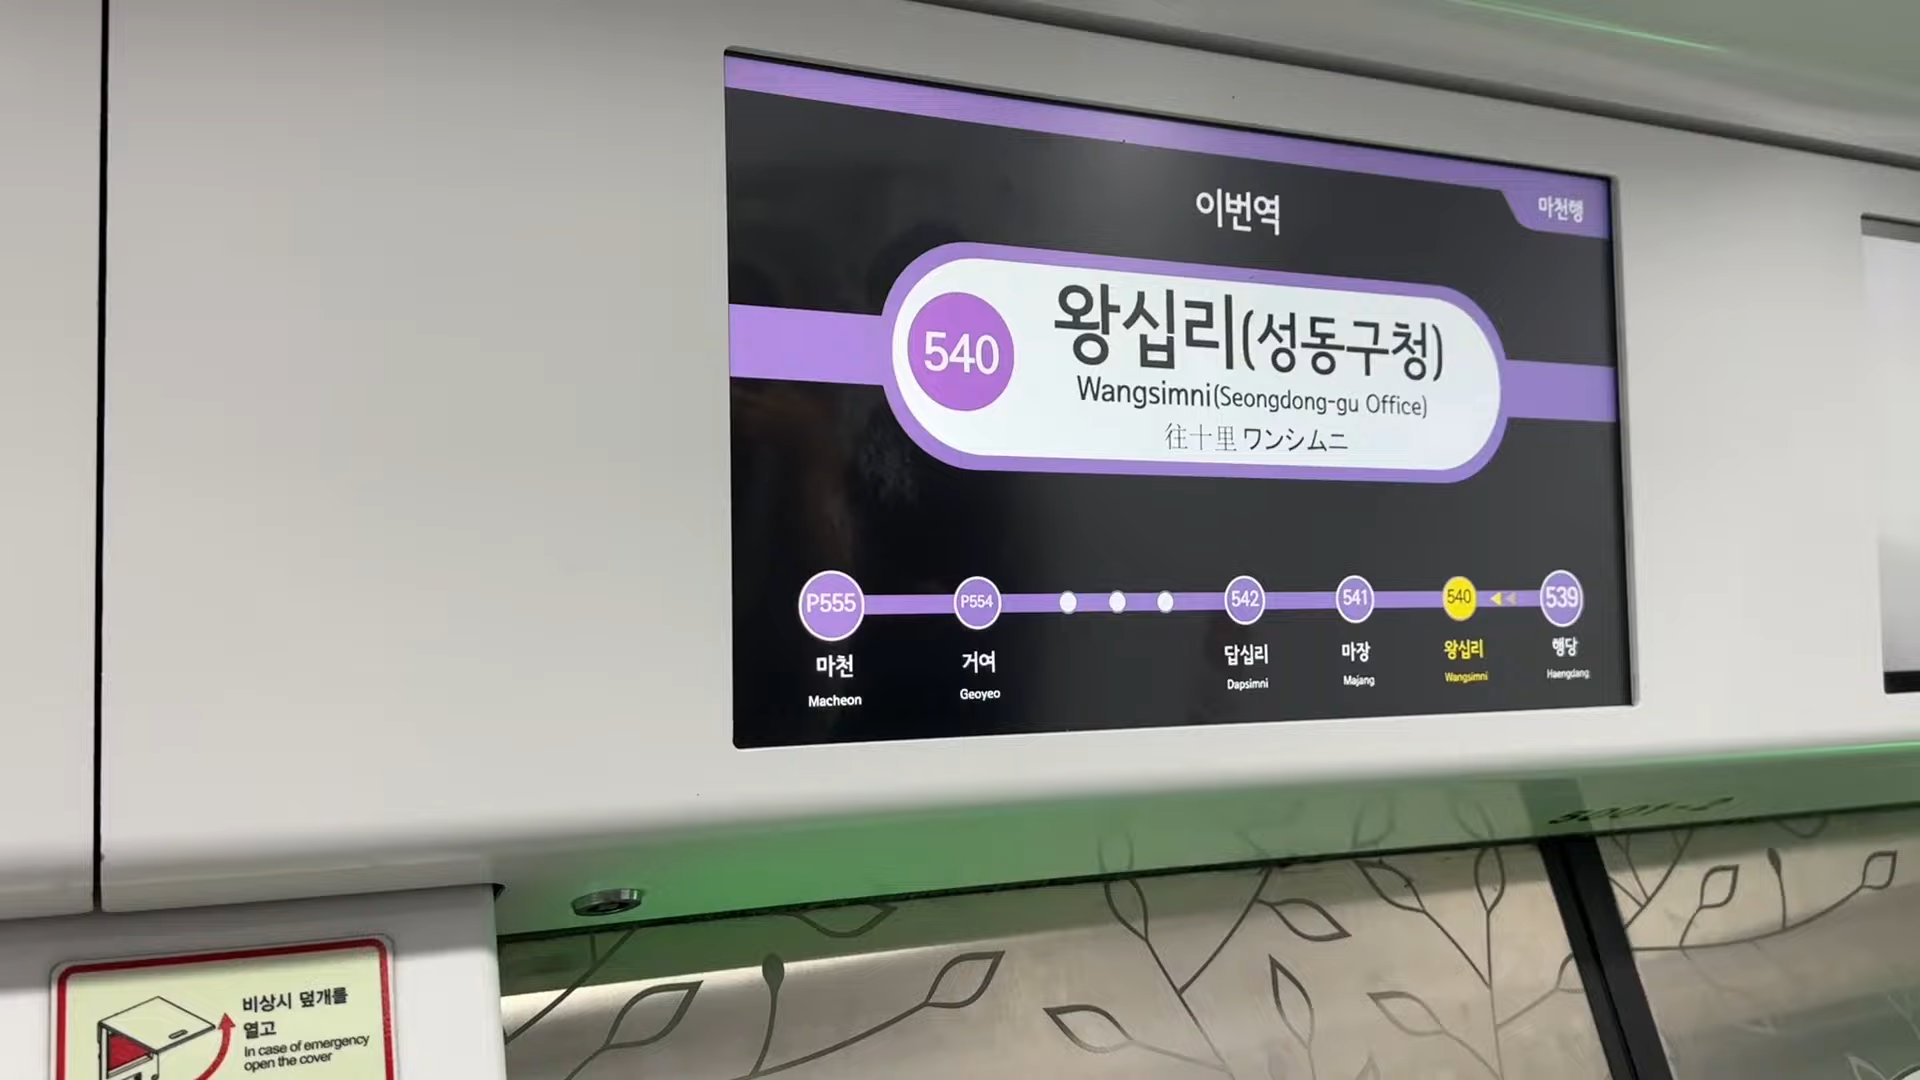 이번역
마천행
540
왕십리(성동구청)
Wangsimni(Seongdong-gu Office)
往十里 ワンシムニ
P555 P554 542 541 540 539
마천 거여 답십리 마장 왕십리 행당
Macheon Geoyeo Dapsimni Majang Wangsimni Haengdang
비상시 덮개를
열고
In case of emergency
open the cover